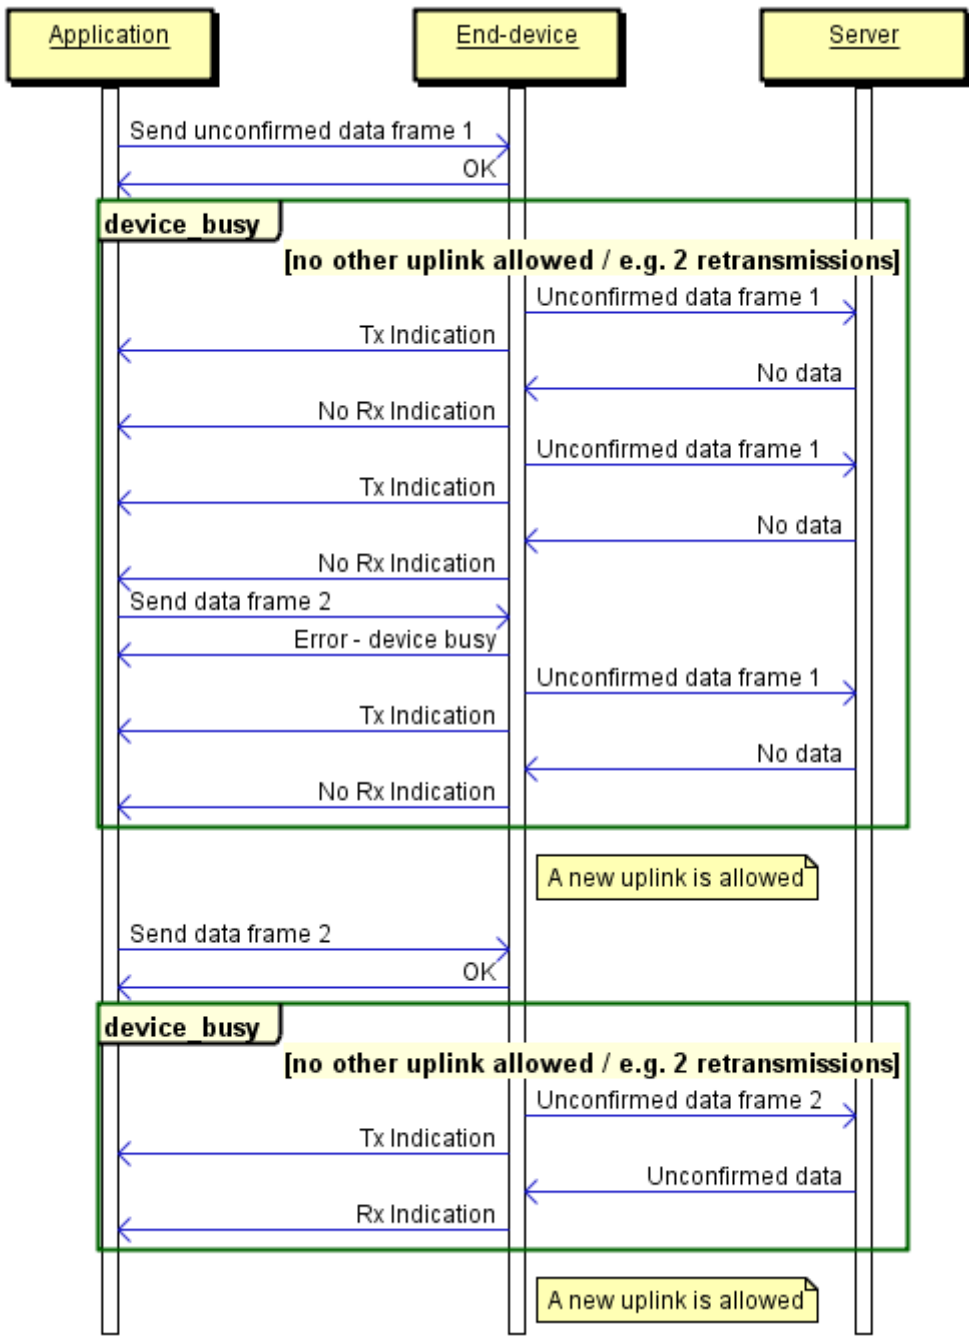 Application
End-device
Server
Send unconfirmed data frame 1
OK
device_busy
[no other uplink allowed / e.g. 2 retransmissions]
Unconfirmed data frame 1
Tx Indication
No data
No Rx Indication
Unconfirmed data frame 1
Tx Indication
No data
No Rx Indication
Send data frame 2
Error - device busy
Unconfirmed data frame 1
Tx Indication
No data
No Rx Indication
A new uplink is allowed
Send data frame 2
OK
device_busy
[no other uplink allowed / e.g. 2 retransmissions]
Unconfirmed data frame 2
Tx Indication
Unconfirmed data
Rx Indication
A new uplink is allowed